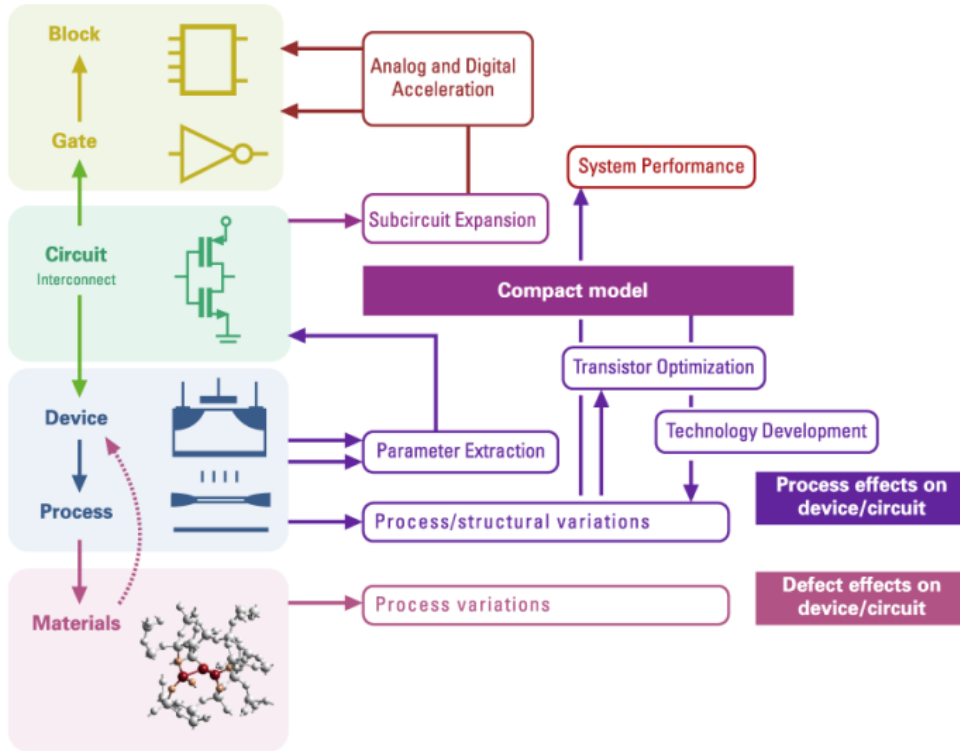 Block
Gate
Analog and Digital
Acceleration
System Performance
Circuit
Interconnect
Subcircuit Expansion
Compact model
Transistor Optimization
Device
Process
Parameter Extraction
Technology Development
Process/structural variations
Process effects on
device/circuit
Materials
Process variations
Defect effects on
device/circuit